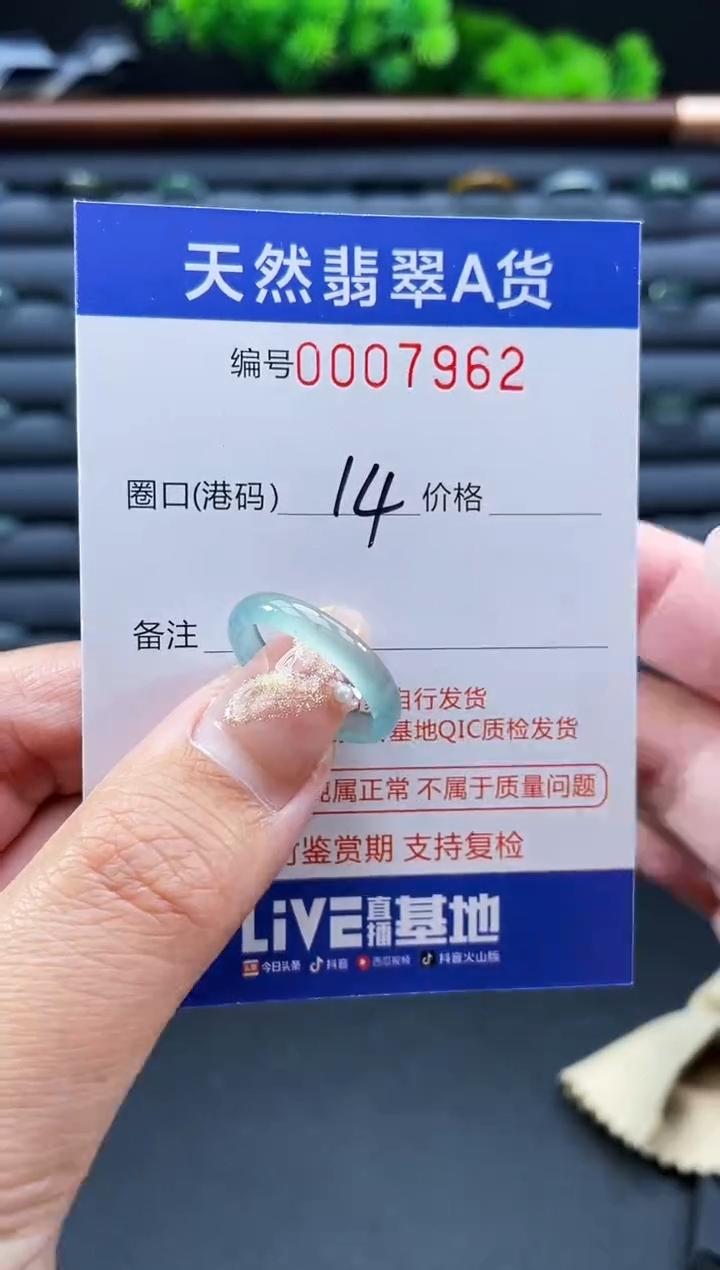 天然翡翠A货
编号0007962
圈口(港码) 14 价格
备注
自行发货
基地QIC质检发货
属正常 不属于质量问题
鉴赏期 支持复检
LiVE直播基地
今日头条 抖音 西瓜视频 抖音火山版